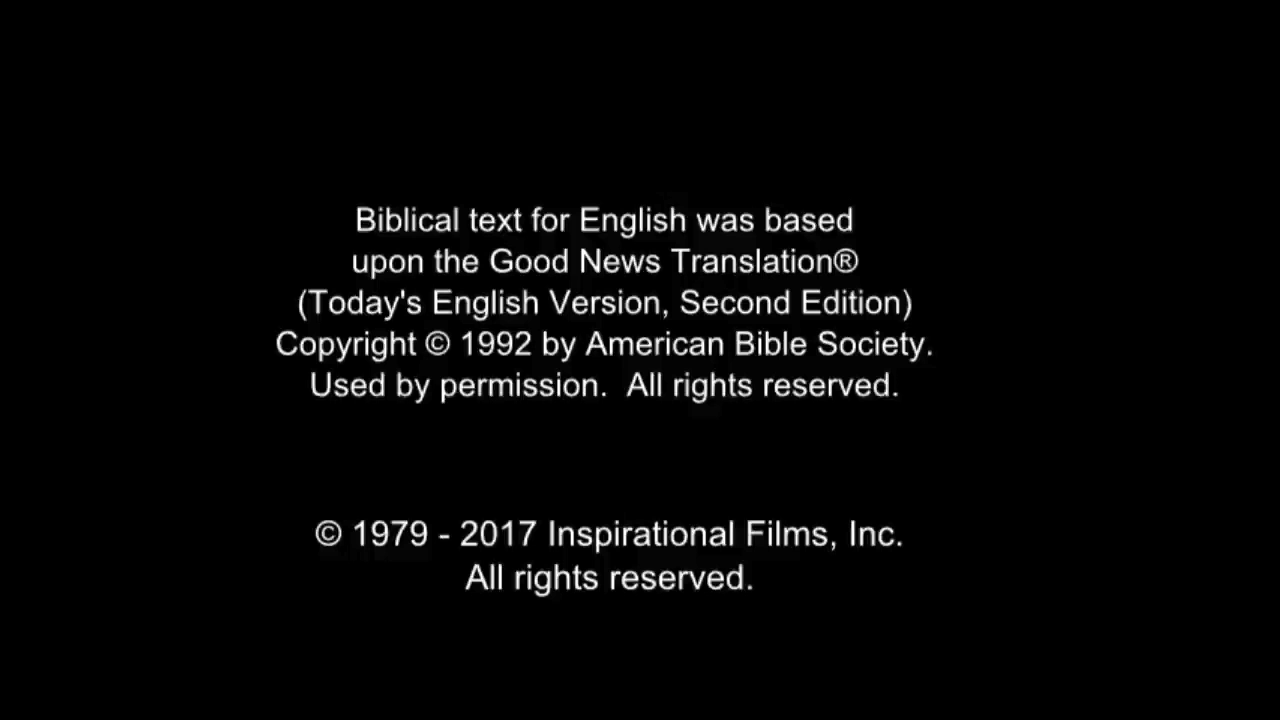 Biblical text for English was based
upon the Good News Translation®
(Today's English Version, Second Edition)
Copyright © 1992 by American Bible Society.
Used by permission.  All rights reserved.
© 1979 - 2017 Inspirational Films, Inc.
All rights reserved.